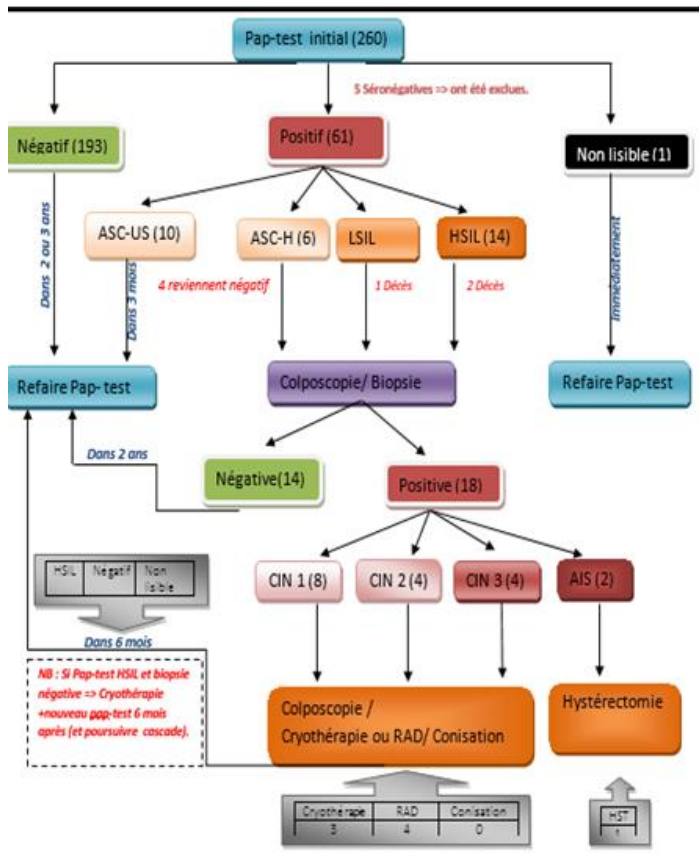 Pap-test initial (260)
5 Séronégatives => ont été exclues.
Négatif (193)
Positif (61)
Non lisible (1)
Dans 2 ou 3 ans
ASC-US (10)
ASC-H (6)
LSIL
HSIL (14)
Dans 3 mois
4 reviennent négatif
1 Décès
2 Décès
Immédiatement
Refaire Pap-test
Colposcopie/ Biopsie
Refaire Pap-test
Dans 2 ans
Négative(14)
Positive (18)
HSIL Négatif Non
lisible
CIN 1 (8)
CIN 2 (4)
CIN 3 (4)
AIS (2)
Dans 6 mois
NB : Si Pap-test HSIL et biopsie
négative => Cryothérapie
+nouveau pap-test 6 mois
après (et poursuivre cascade).
Colposcopie /
Cryothérapie ou RAD/ Conisation
Hystérectomie
Cryothérapie RAD Conisation
3 4 0
HST
1